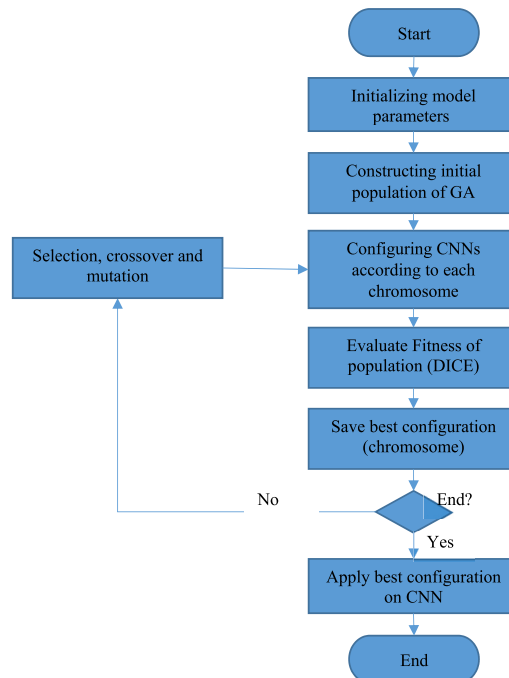 Start
Initializing model
parameters
Constructing initial
population of GA
Selection, crossover and
mutation
Configuring CNNs
according to each
chromosome
Evaluate Fitness of
population (DICE)
Save best configuration
(chromosome)
No
End?
Yes
Apply best configuration
on CNN
End